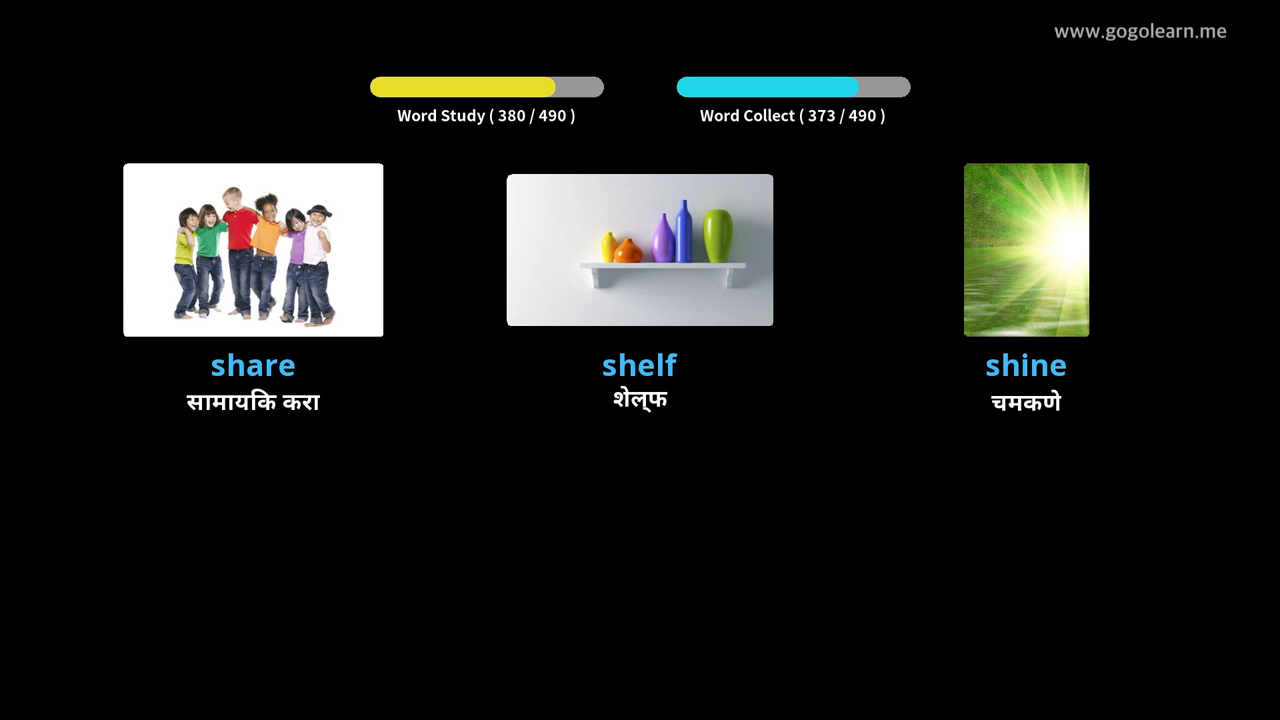 www.gogolearn.me
Word Study ( 380 / 490 )
Word Collect ( 373 / 490 )
share
shelf
shine
सामायकि करा
शेल्फ
चमकणे